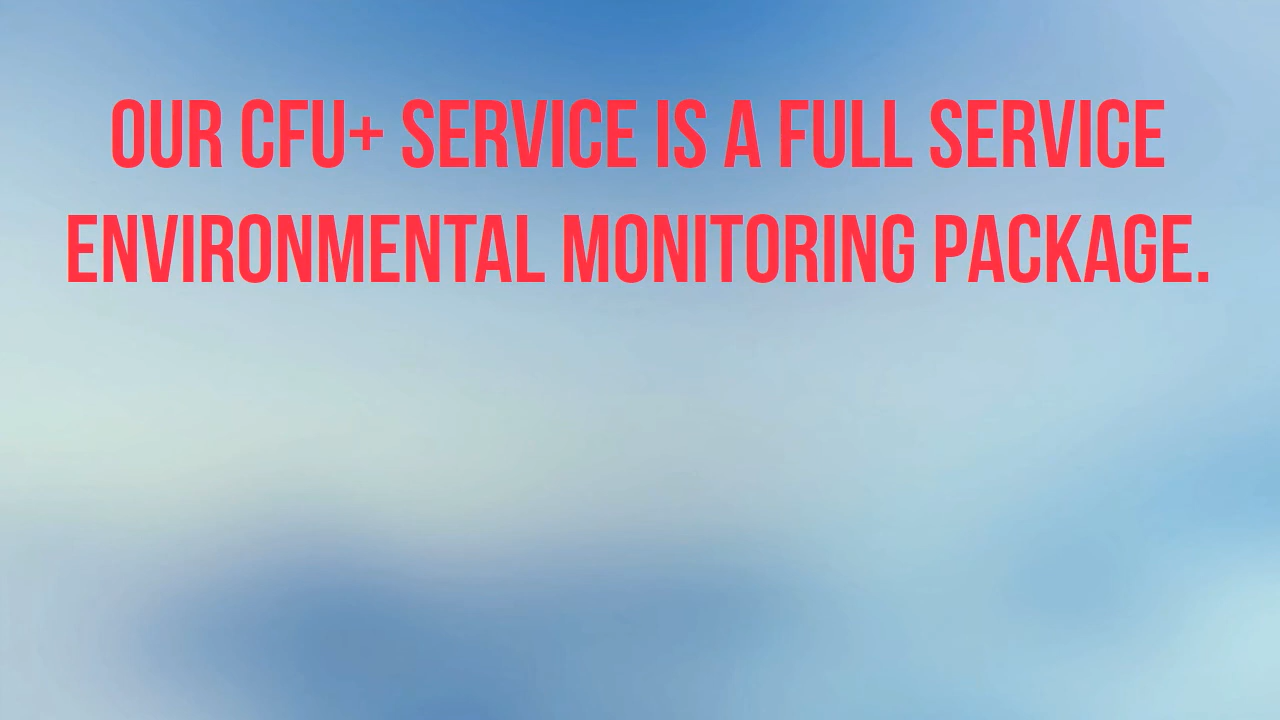 OUR CFU+ SERVICE IS A FULL SERVICE
ENVIRONMENTAL MONITORING PACKAGE.